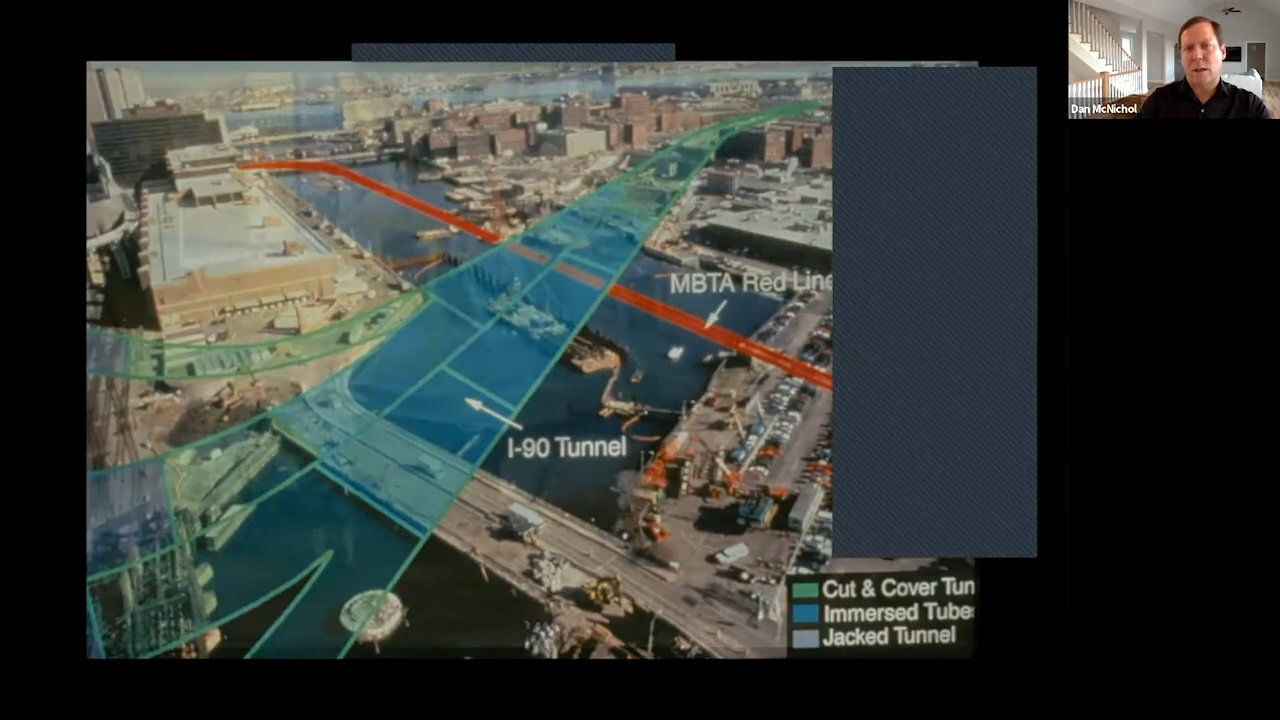 Dan McNichol
MBTA Red Line
I-90 Tunnel
Cut & Cover Tun
Immersed Tube
Jacked Tunnel